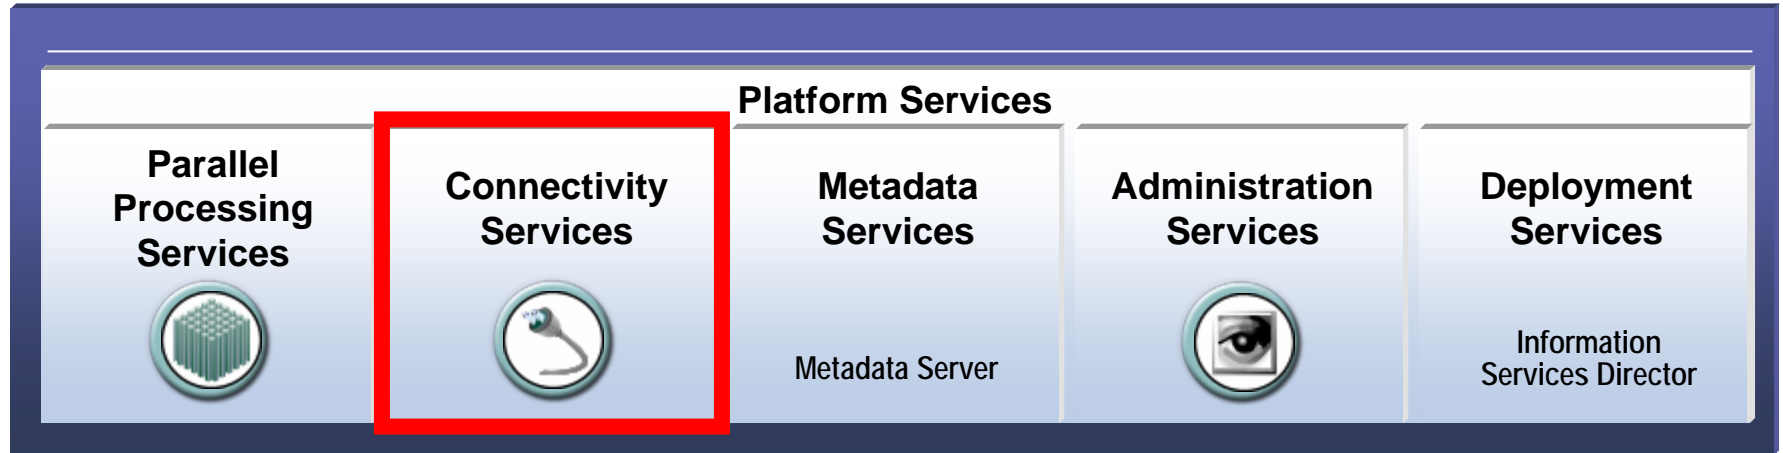 Platform Services
Parallel
Processing
Services
Connectivity
Services
Metadata
Services
Metadata Server
Administration
Services
Deployment
Services
Information
Services Director